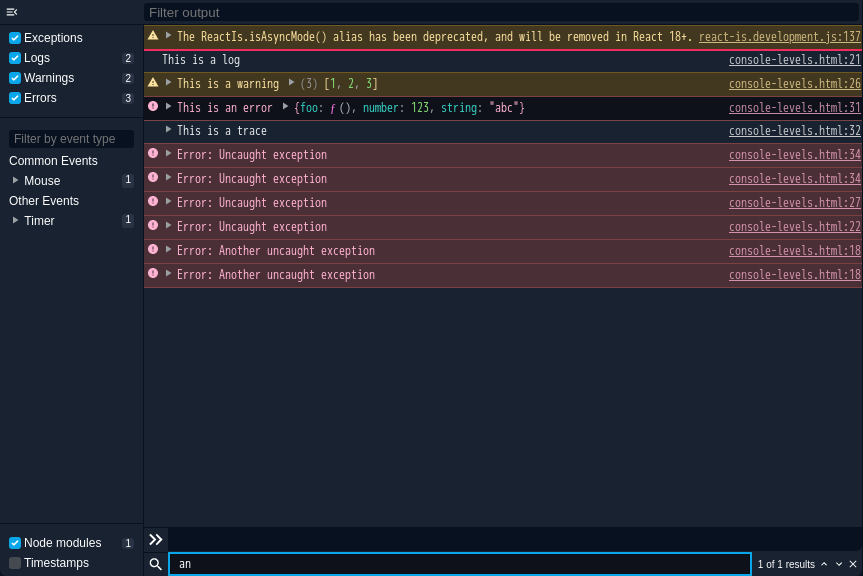 Filter output
Exceptions
Logs 2
Warnings 2
Errors 3
Filter by event type
Common Events
Mouse 1
Other Events
Timer 1
Node modules 1
Timestamps
The ReactIs.isAsyncMode() alias has been deprecated, and will be removed in React 18+. react-is.development.js:137
This is a log console-levels.html:21
This is a warning (3) [1, 2, 3] console-levels.html:26
This is an error {foo: ƒ (), number: 123, string: "abc"} console-levels.html:31
This is a trace console-levels.html:32
Error: Uncaught exception console-levels.html:34
Error: Uncaught exception console-levels.html:34
Error: Uncaught exception console-levels.html:27
Error: Uncaught exception console-levels.html:22
Error: Another uncaught exception console-levels.html:18
Error: Another uncaught exception console-levels.html:18
an 1 of 1 results